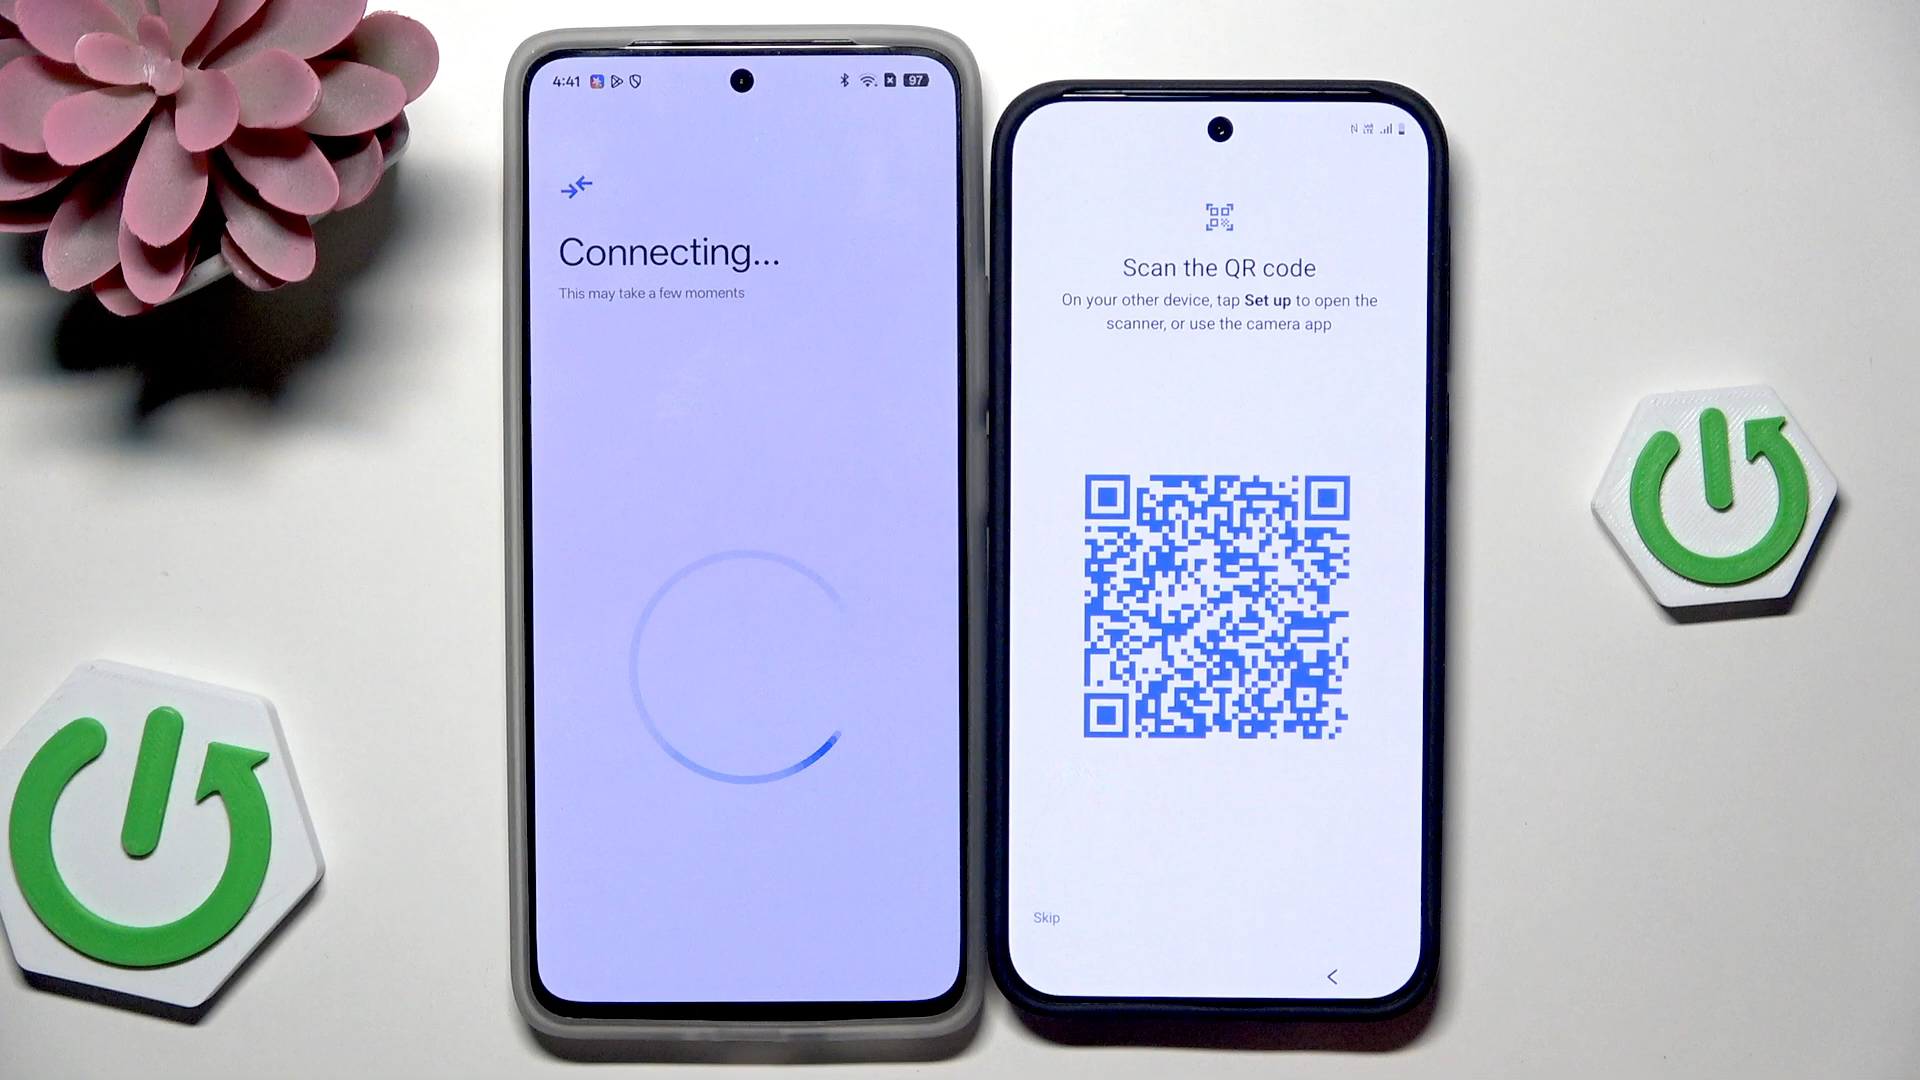 4:41
97
Connecting...
This may take a few moments
Scan the QR code
On your other device, tap Set up to open the
scanner, or use the camera app
Skip